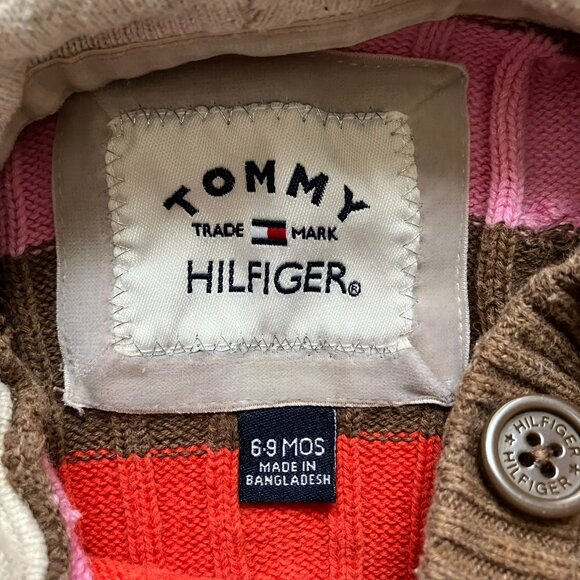 TOMMY
TRADE MARK
HILFIGER®
6-9 MOS
MADE IN
BANGLADESH
HILFIGER
HILFIGER